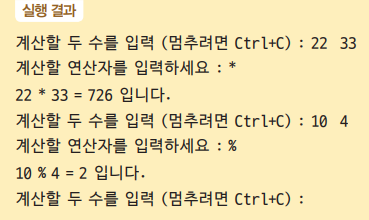 실행 결과
계산할 두 수를 입력 (멈추려면 Ctrl+C) : 22 33
계산할 연산자를 입력하세요 : *
22 * 33 = 726 입니다.
계산할 두 수를 입력 (멈추려면 Ctrl+C) : 10 4
계산할 연산자를 입력하세요 : %
10 % 4 = 2 입니다.
계산할 두 수를 입력 (멈추려면 Ctrl+C) :